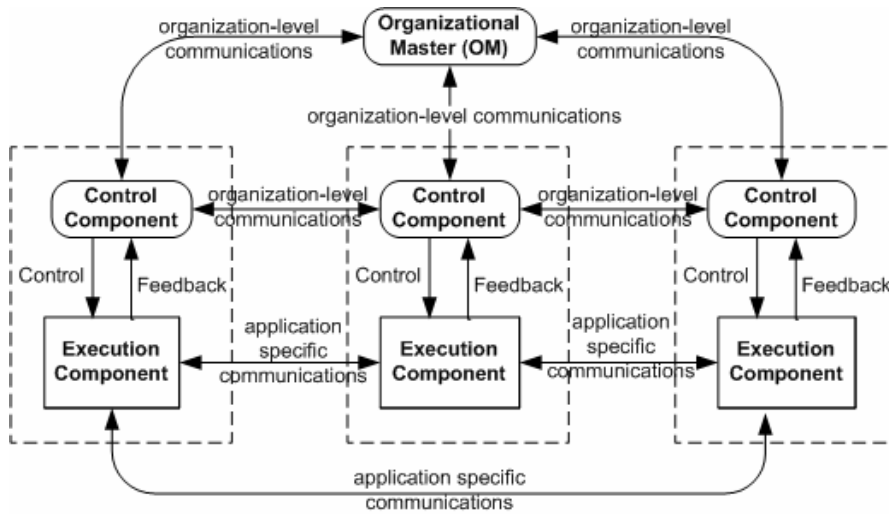 organization-level
communications
Organizational
Master (OM)
organization-level
communications
organization-level communications
Control
Component
organization-level
communications
Control
Component
organization-level
communications
Control
Component
Control
Feedback
Control
Feedback
Control
Feedback
Execution
Component
application
specific
communications
Execution
Component
application
specific
communications
Execution
Component
application specific
communications